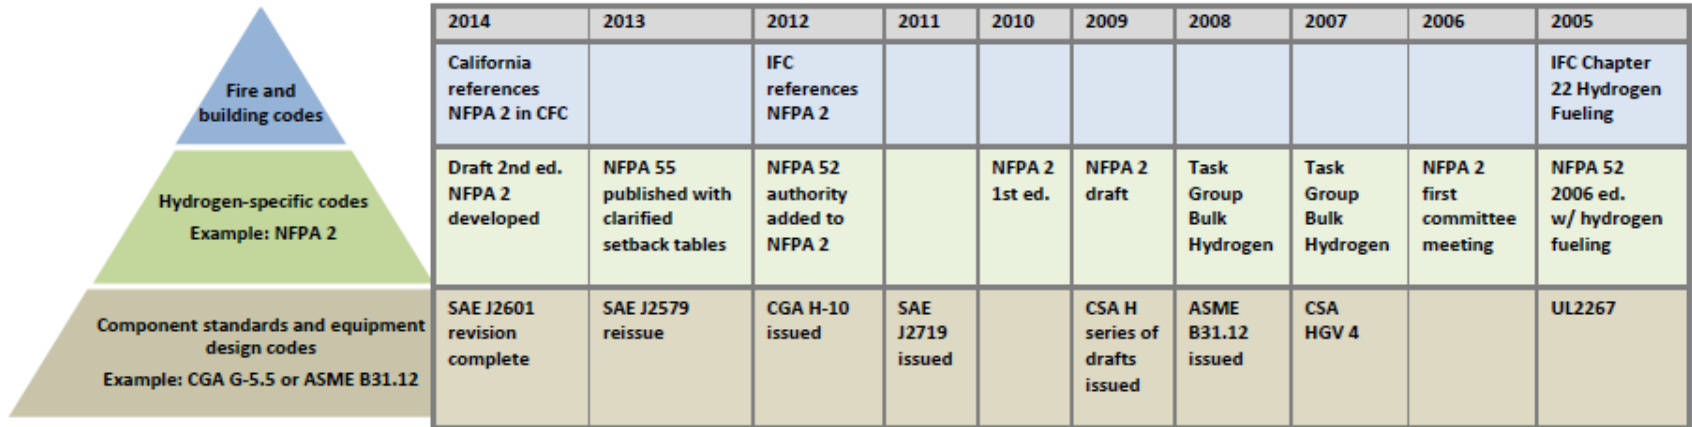 Fire and
building codes
Hydrogen-specific codes
Example: NFPA 2
Component standards and equipment
design codes
Example: CGA G-5.5 or ASME B31.12
2014
2013
2012
2011
2010
2009
2008
2007
2006
2005
California
references
NFPA 2 in CFC
IFC
references
NFPA 2
IFC Chapter
22 Hydrogen
Fueling
Draft 2nd ed.
NFPA 2
developed
NFPA 55
published with
clarified
setback tables
NFPA 52
authority
added to
NFPA 2
NFPA 2
1st ed.
NFPA 2
draft
Task
Group
Bulk
Hydrogen
Task
Group
Bulk
Hydrogen
NFPA 2
first
committee
meeting
NFPA 52
2006 ed.
w/ hydrogen
fueling
SAE J2601
revision
complete
SAE J2579
reissue
CGA H-10
issued
SAE
J2719
issued
CSA H
series of
drafts
issued
ASME
B31.12
issued
CSA
HGV 4
UL2267